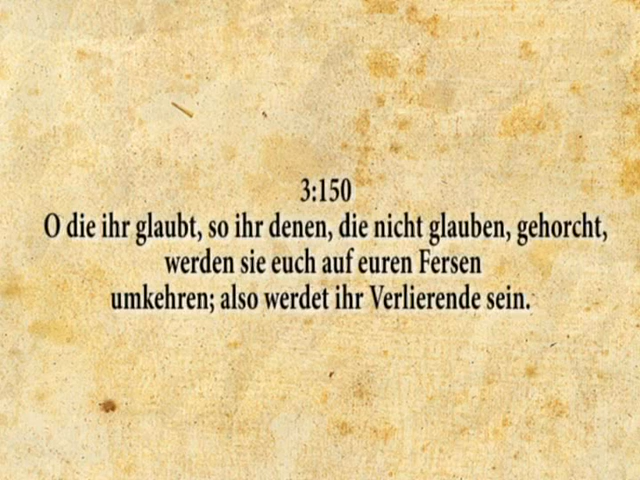 3:150
O die ihr glaubt, so ihr denen, die nicht glauben, gehorcht,
werden sie euch auf euren Fersen
umkehren; also werdet ihr Verlierende sein.